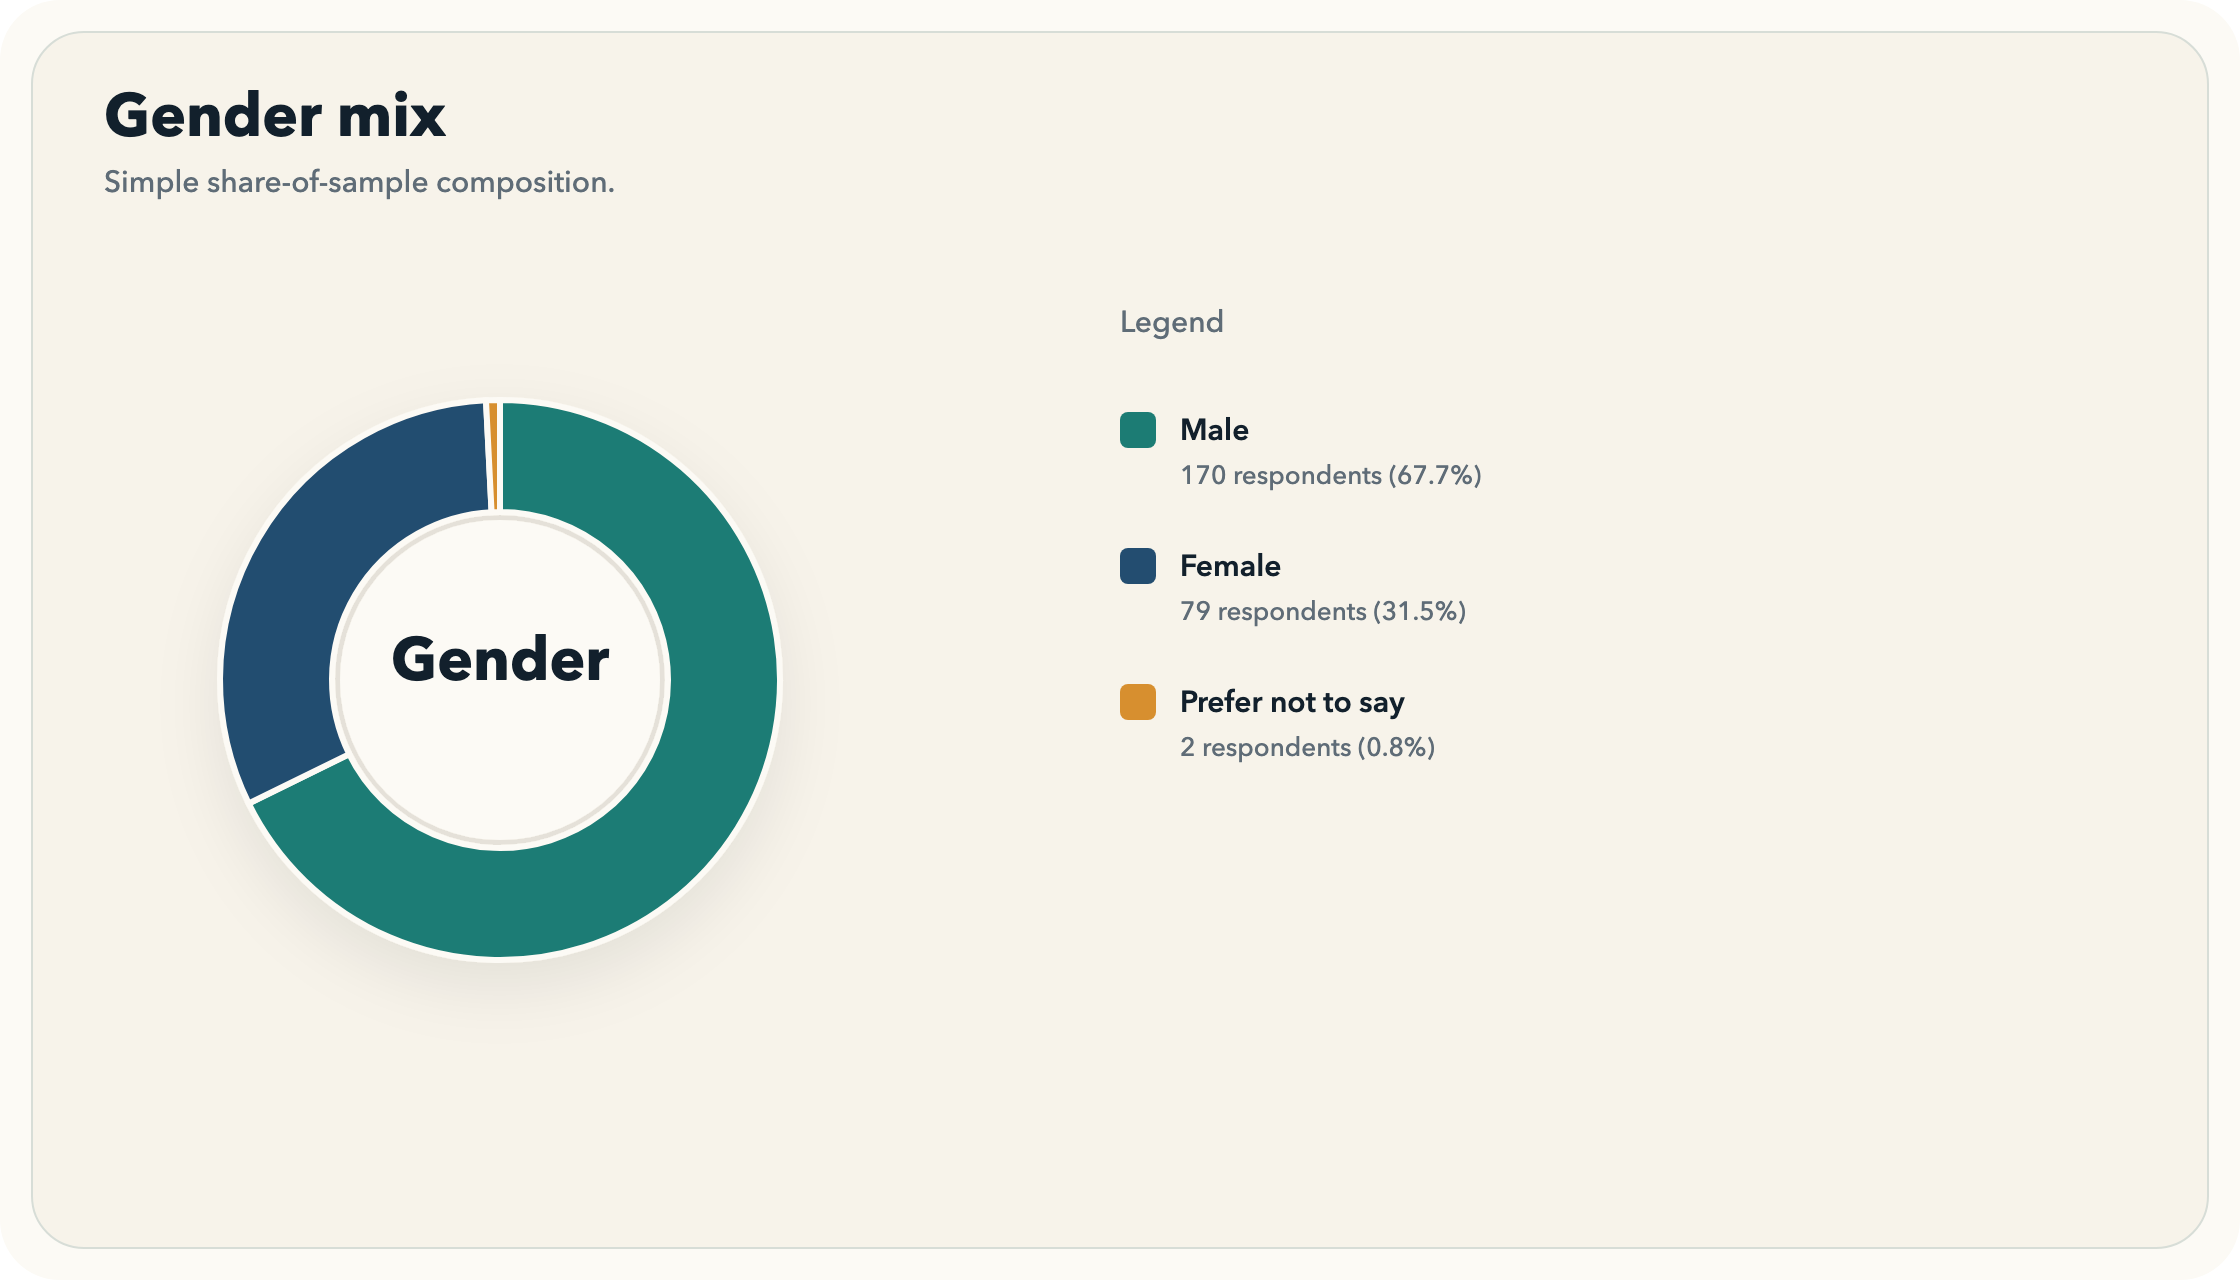 Gender mix
Simple share-of-sample composition.
Legend
Male
170 respondents (67.7%)
Female
79 respondents (31.5%)
Gender
Prefer not to say
2 respondents (0.8%)